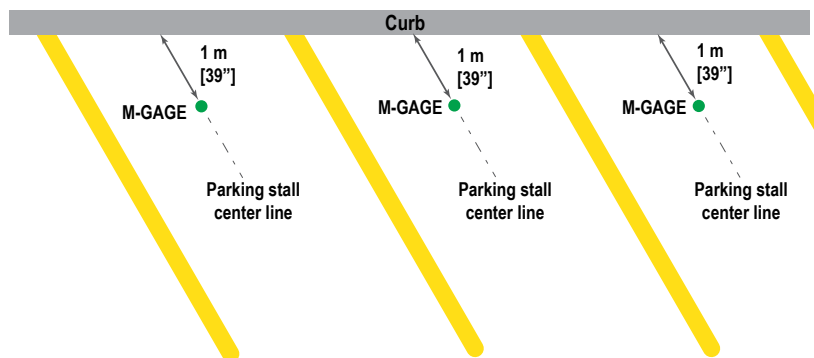 Curb
1 m
[39”]
M-GAGE
Parking stall
center line
1 m
[39”]
M-GAGE
Parking stall
center line
1 m
[39”]
M-GAGE
Parking stall
center line